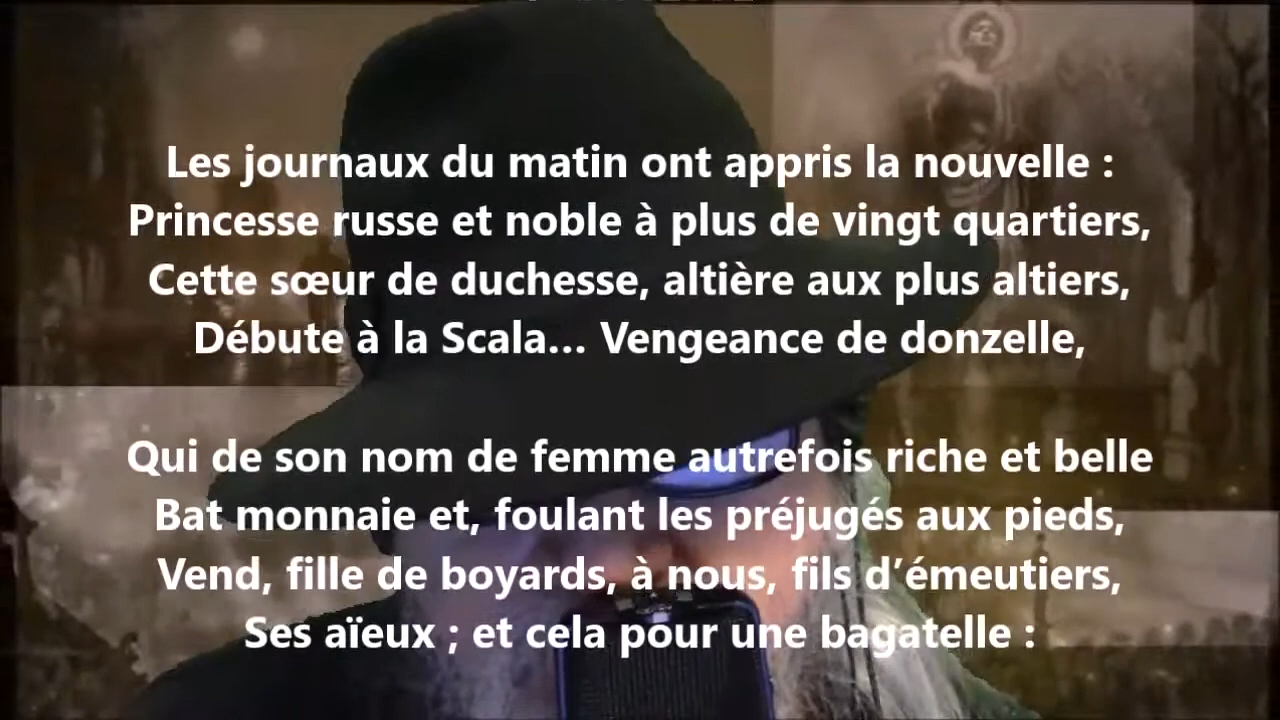 Les journaux du matin ont appris la nouvelle :
Princesse russe et noble à plus de vingt quartiers,
Cette sœur de duchesse, altière aux plus altiers,
Débute à la Scala... Vengeance de donzelle,
Qui de son nom de femme autrefois riche et belle
Bat monnaie et, foulant les préjugés aux pieds,
Vend, fille de boyards, à nous, fils d’émeutiers,
Ses aïeux ; et cela pour une bagatelle :